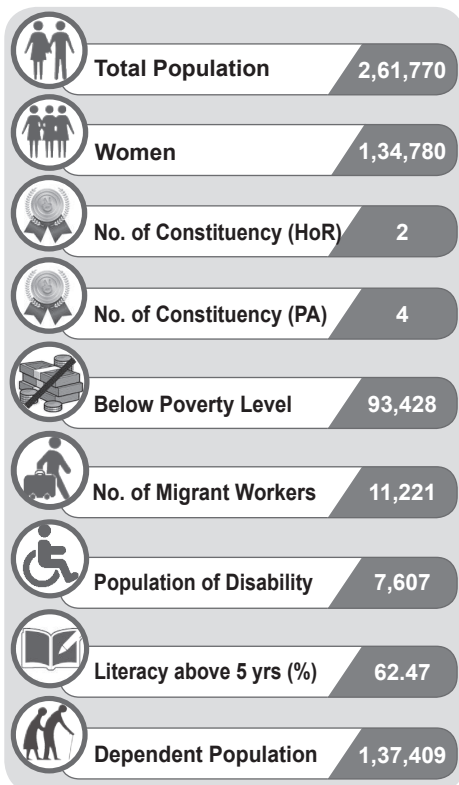 Total Population 2,61,770
Women 1,34,780
No. of Constituency (HoR) 2
No. of Constituency (PA) 4
Below Poverty Level 93,428
No. of Migrant Workers 11,221
Population of Disability 7,607
Literacy above 5 yrs (%) 62.47
Dependent Population 1,37,409